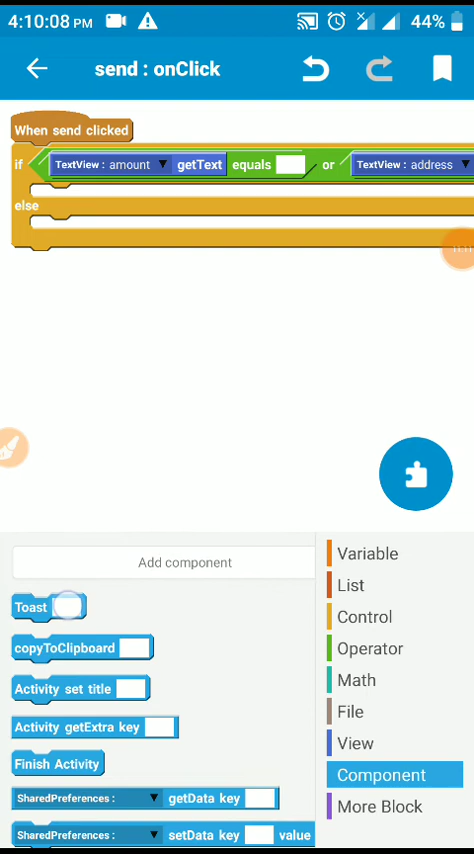 4:10:08 PM 44%
send : onClick
When send clicked
if TextView : amount getText equals or TextView : address
else
11:11
Add component
Toast
copyToClipboard
Activity set title
Activity getExtra key
Finish Activity
SharedPreferences : getData key
SharedPreferences : setData key value
Variable
List
Control
Operator
Math
File
View
Component
More Block